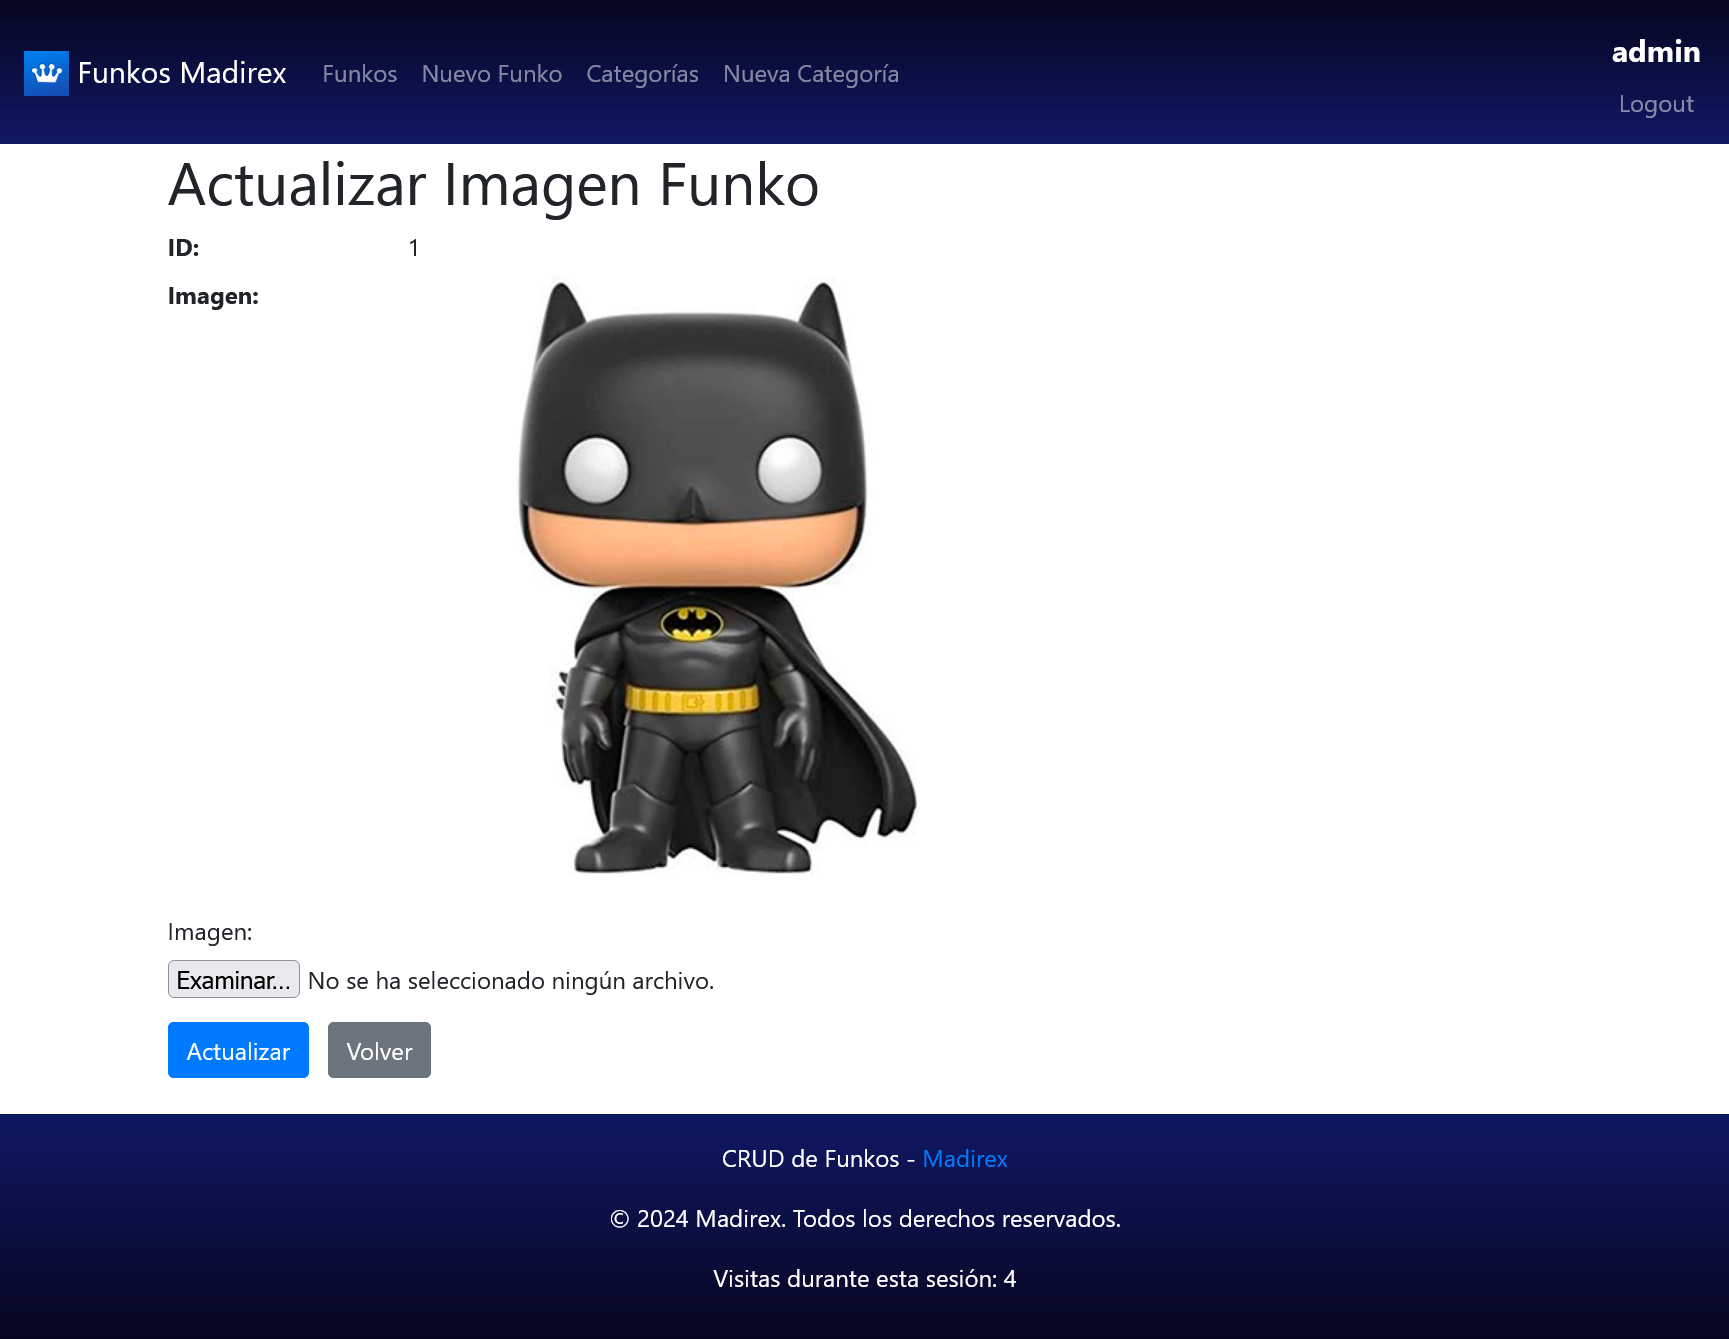 Funkos Madirex
Funkos
Nuevo Funko
Categorías
Nueva Categoría
admin
Logout
Actualizar Imagen Funko
ID: 1
Imagen:
Imagen:
Examinar... No se ha seleccionado ningún archivo.
Actualizar
Volver
CRUD de Funkos - Madirex
© 2024 Madirex. Todos los derechos reservados.
Visitas durante esta sesión: 4